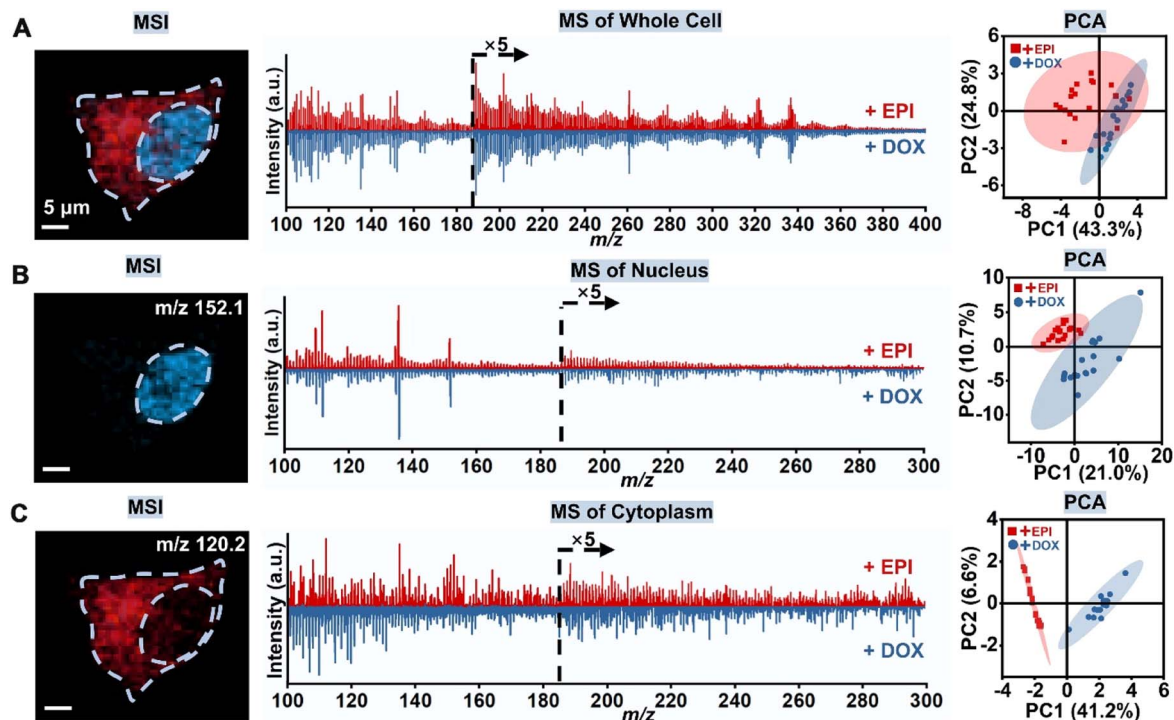 A
MSI
5 µm
MS of Whole Cell
×5
Intensity (a.u.)
+ EPI
+ DOX
100 120 140 160 180 200 220 240 260 280 300 320 340 360 380 400
m/z
PCA
+EPI
+DOX
PC2 (24.8%)
6
3
0
-3
-6
-8 -4 0 4
PC1 (43.3%)
B
MSI
m/z 152.1
MS of Nucleus
×5
Intensity (a.u.)
+ EPI
+ DOX
100 120 140 160 180 200 220 240 260 280 300
m/z
PCA
+EPI
+DOX
PC2 (10.7%)
10
5
0
-5
-10
-10 0 10 20
PC1 (21.0%)
C
MSI
m/z 120.2
MS of Cytoplasm
×5
Intensity (a.u.)
+ EPI
+ DOX
100 120 140 160 180 200 220 240 260 280 300
m/z
PCA
+EPI
+DOX
PC2 (6.6%)
4
2
0
-2
-4 -2 0 2 4 6
PC1 (41.2%)